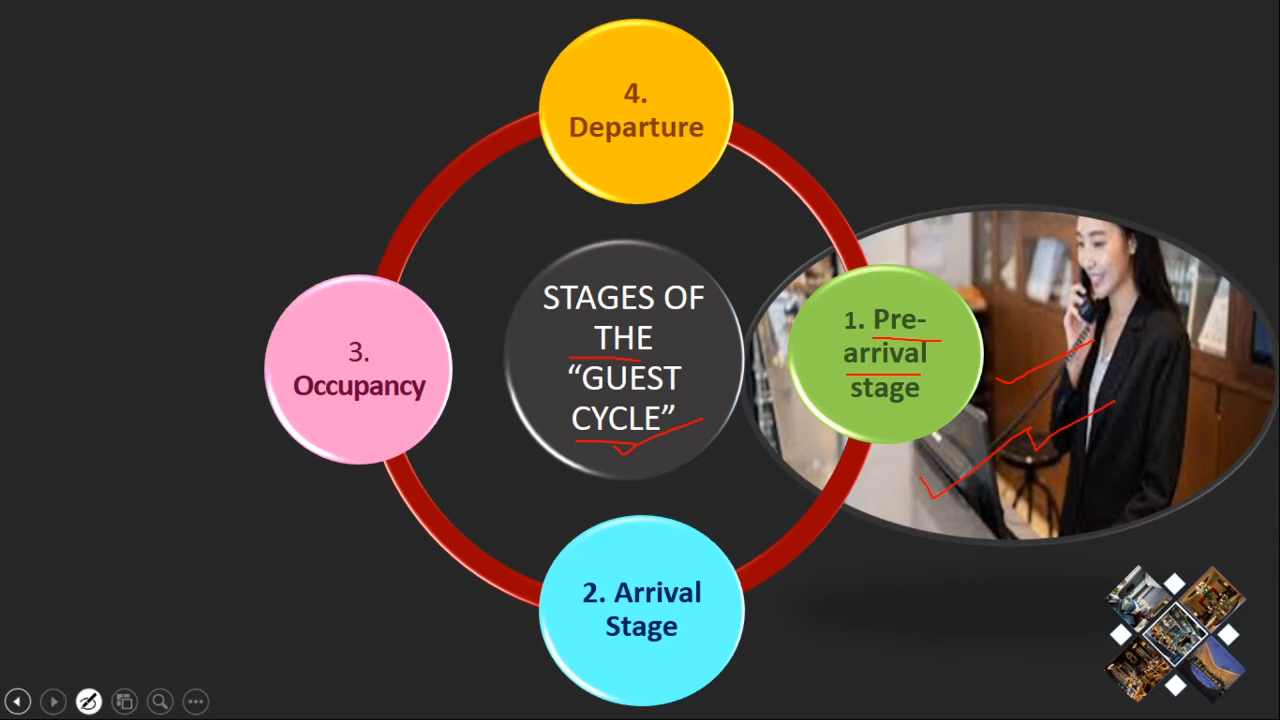 STAGES OF
THE
“GUEST
CYCLE”
1. Pre-
arrival
stage
2. Arrival
Stage
3.
Occupancy
4.
Departure